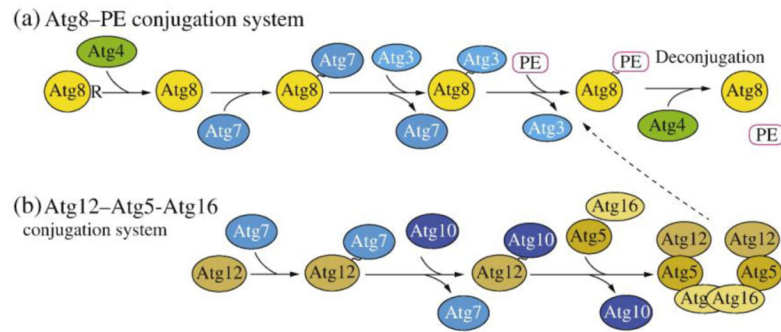 (a) Atg8–PE conjugation system
Atg4
Atg7
Atg3
Atg3
PE
PE
Deconjugation
Atg8 R
Atg8
Atg8
Atg8
Atg8
Atg8
Atg7
Atg7
Atg3
Atg4
PE
(b) Atg12–Atg5-Atg16
conjugation system
Atg7
Atg7
Atg10
Atg10
Atg16
Atg5
Atg12
Atg12
Atg12
Atg12
Atg12
Atg5
Atg5
Atg7
Atg10
Atg Atg16